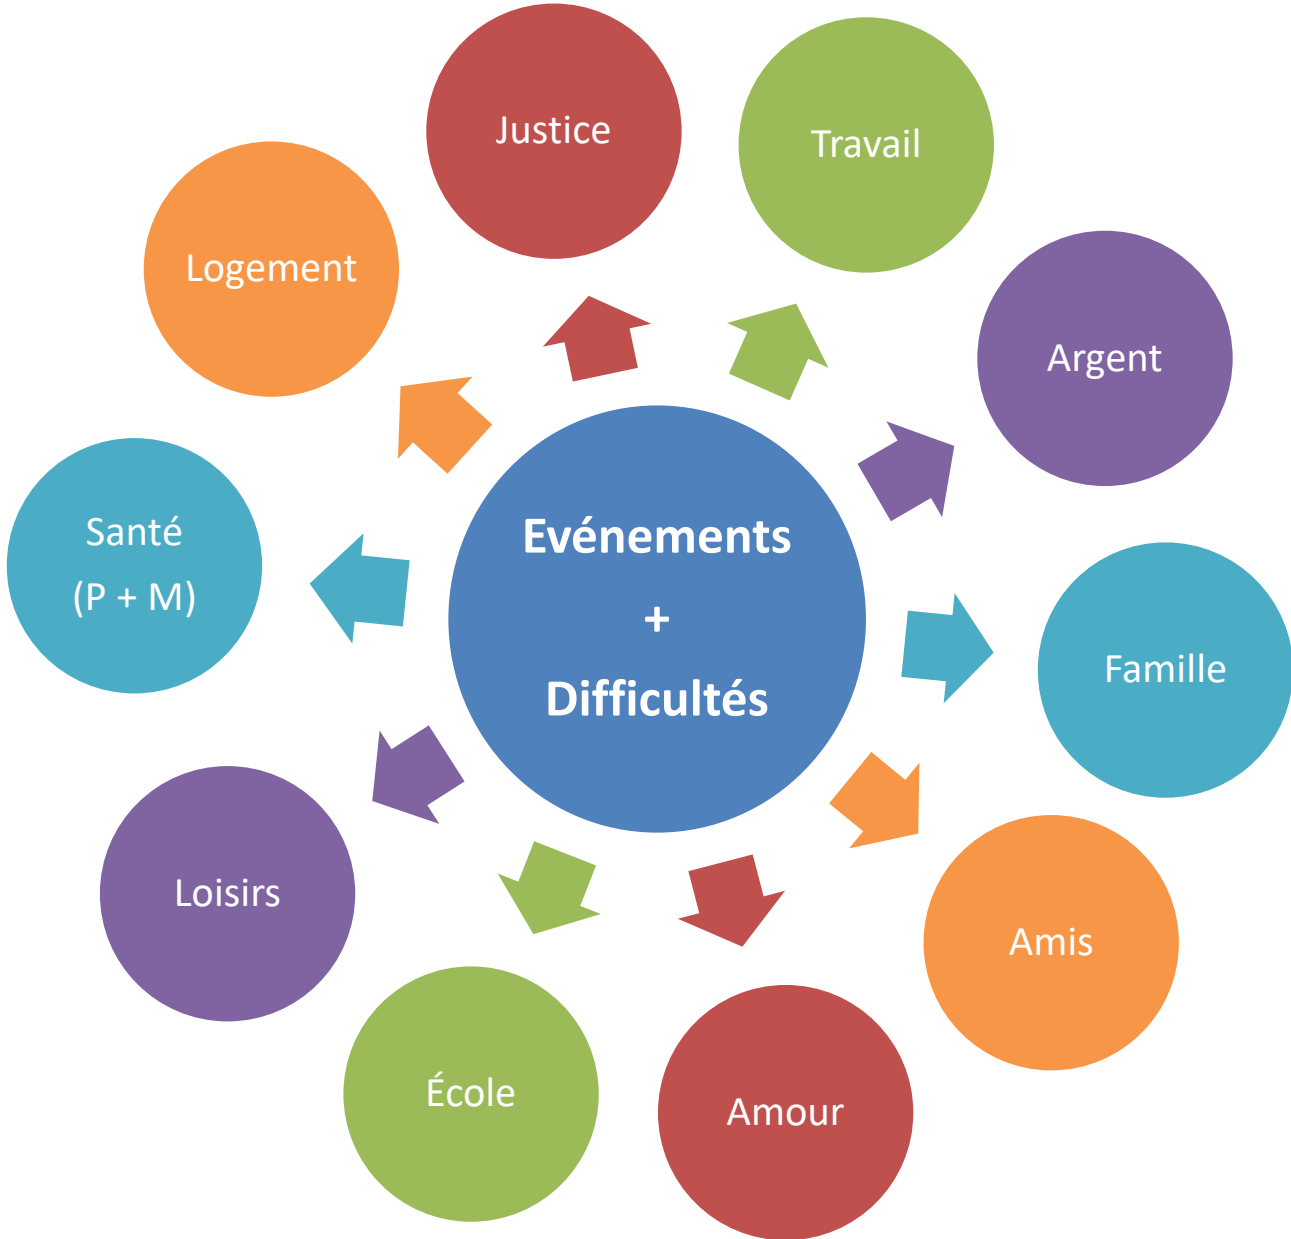 Justice
Travail
Logement
Argent
Santé
(P + M)
Evénements
+
Difficultés
Famille
Loisirs
Amis
École
Amour